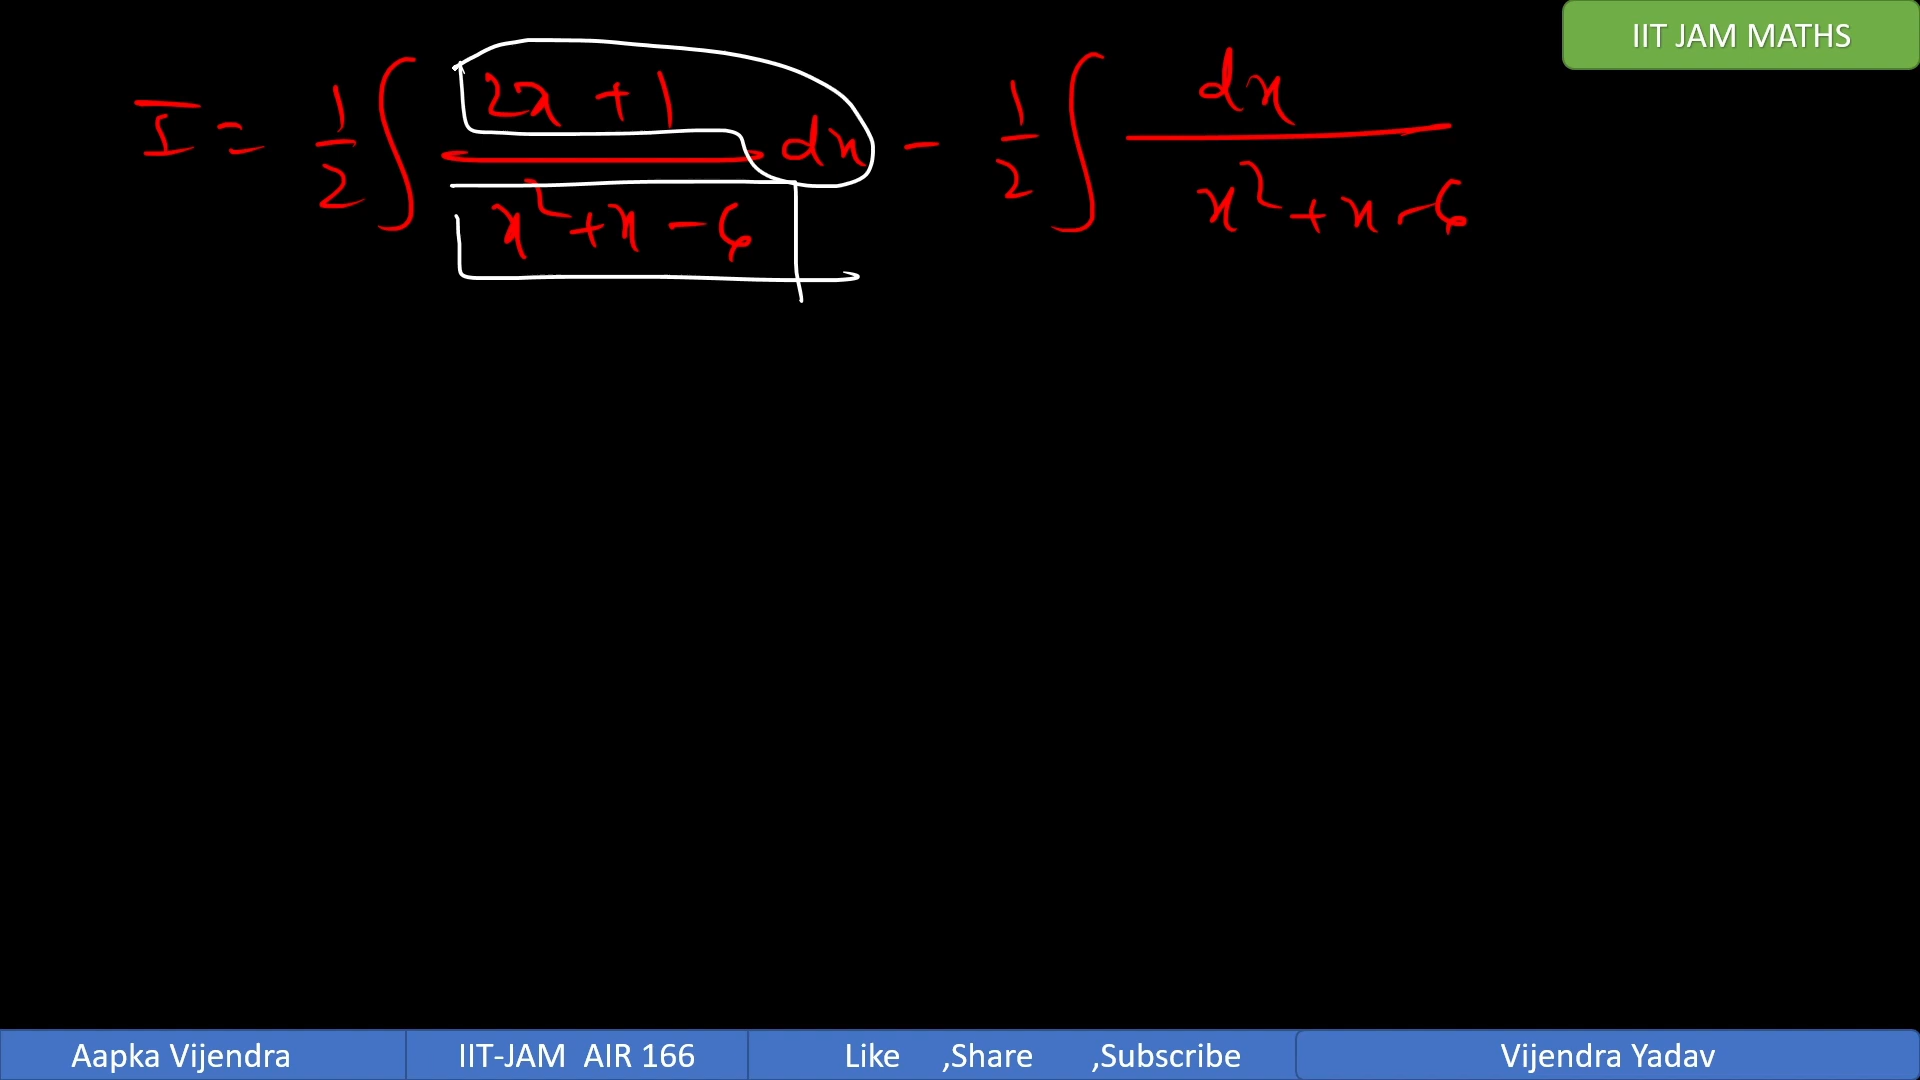 IIT JAM MATHS
I = 1/2 ∫ (2x + 1)/(x² + x - 6) dx - 1/2 ∫ dx/(x² + x - 6)
Aapka Vijendra
IIT-JAM AIR 166
Like ,Share ,Subscribe
Vijendra Yadav